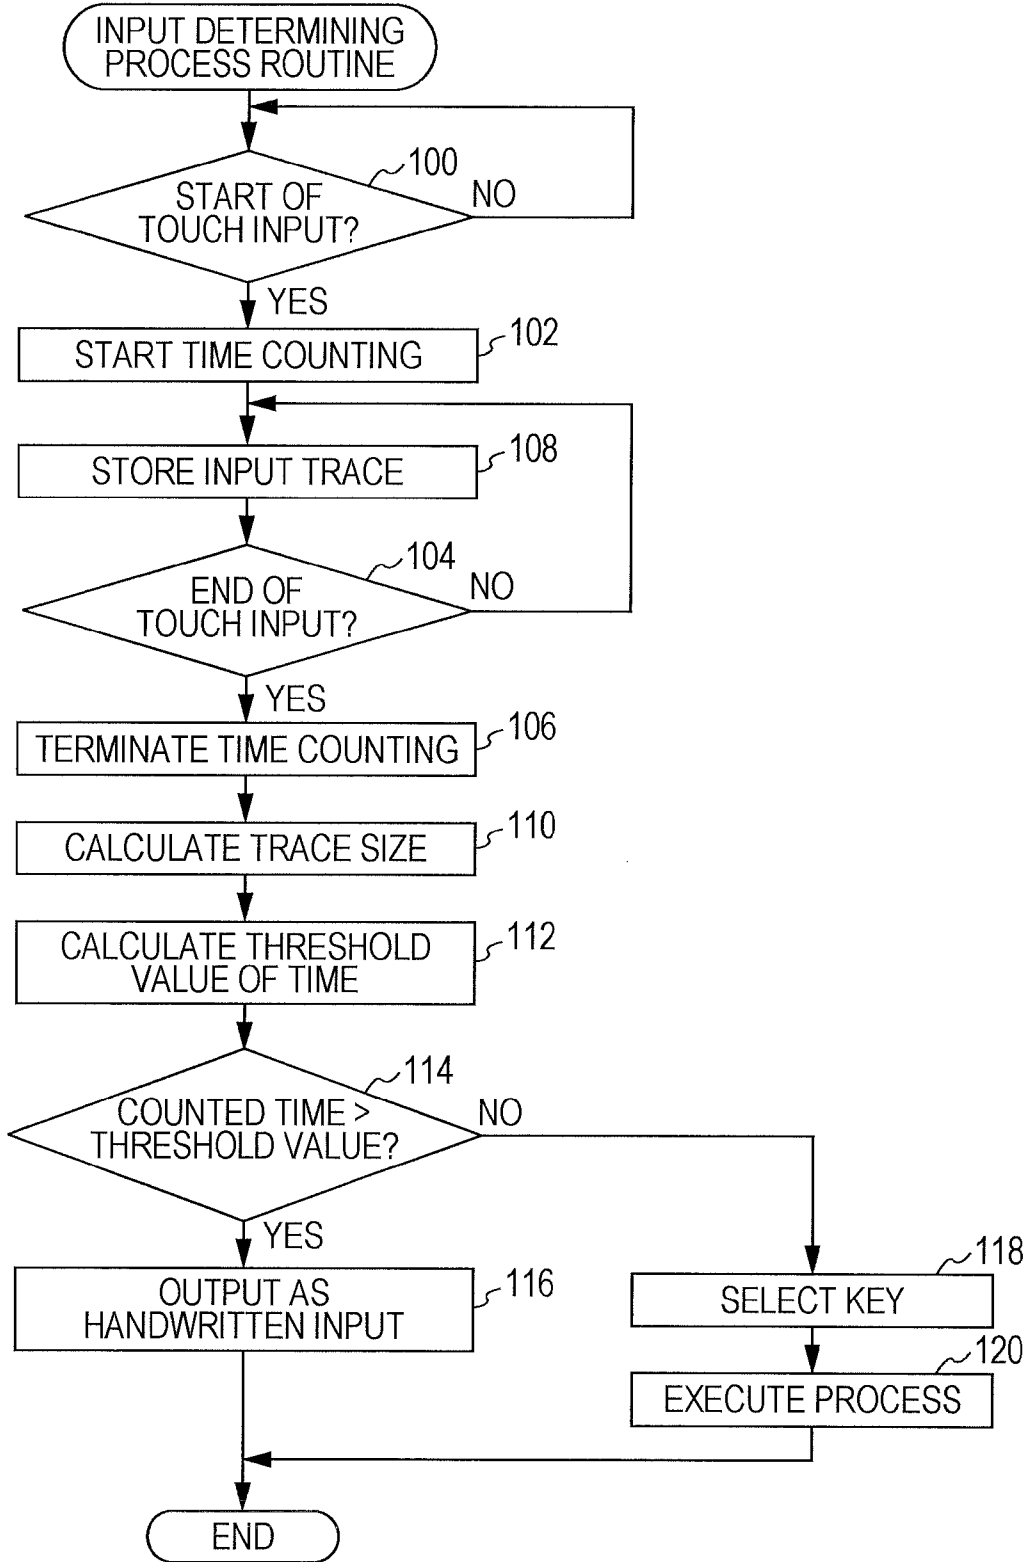 INPUT DETERMINING
PROCESS ROUTINE
100
START OF
TOUCH INPUT?
NO
YES
START TIME COUNTING
102
STORE INPUT TRACE
108
104
END OF
TOUCH INPUT?
NO
YES
TERMINATE TIME COUNTING
106
CALCULATE TRACE SIZE
110
CALCULATE THRESHOLD
VALUE OF TIME
112
114
COUNTED TIME >
THRESHOLD VALUE?
NO
YES
OUTPUT AS
HANDWRITTEN INPUT
116
118
SELECT KEY
120
EXECUTE PROCESS
END